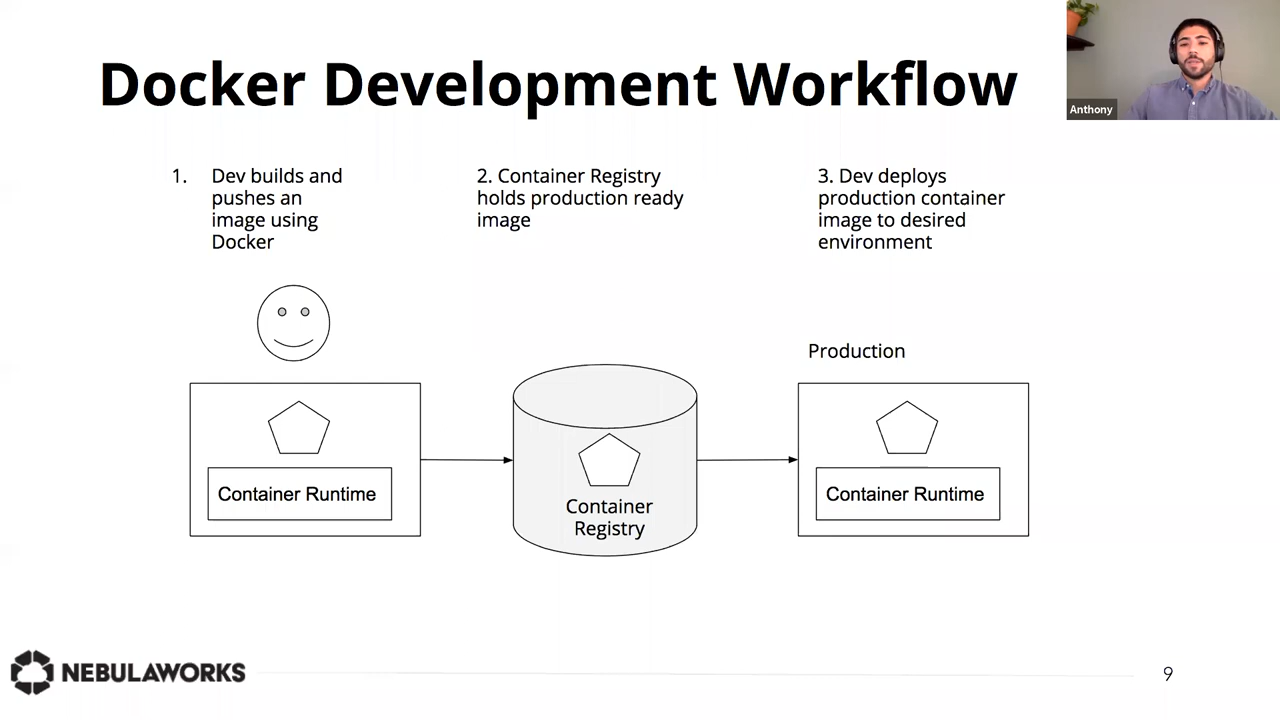 Docker Development Workflow
Anthony
1. Dev builds and
pushes an
image using
Docker
2. Container Registry
holds production ready
image
3. Dev deploys
production container
image to desired
environment
Production
Container Runtime
Container
Registry
Container Runtime
NEBULAWORKS
9